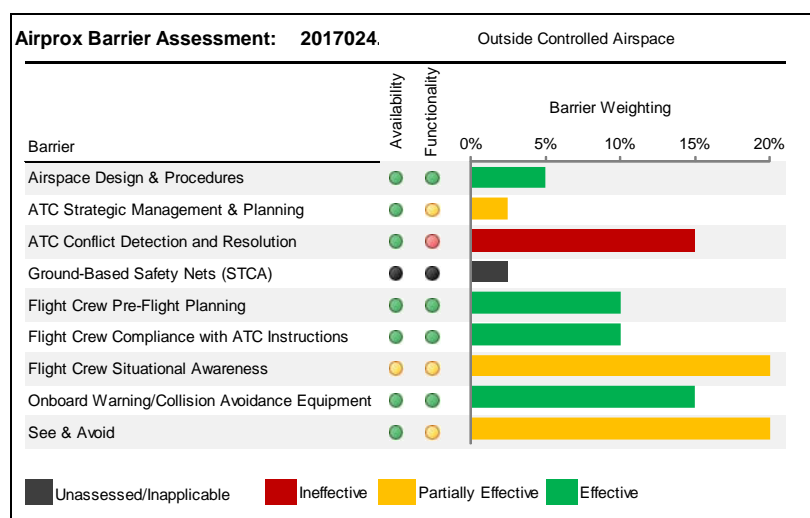 Airprox Barrier Assessment: 2017024. Outside Controlled Airspace
Barrier
Availability
Functionality
Barrier Weighting
0% 5% 10% 15% 20%
Airspace Design & Procedures
ATC Strategic Management & Planning
ATC Conflict Detection and Resolution
Ground-Based Safety Nets (STCA)
Flight Crew Pre-Flight Planning
Flight Crew Compliance with ATC Instructions
Flight Crew Situational Awareness
Onboard Warning/Collision Avoidance Equipment
See & Avoid
Unassessed/Inapplicable Ineffective Partially Effective Effective